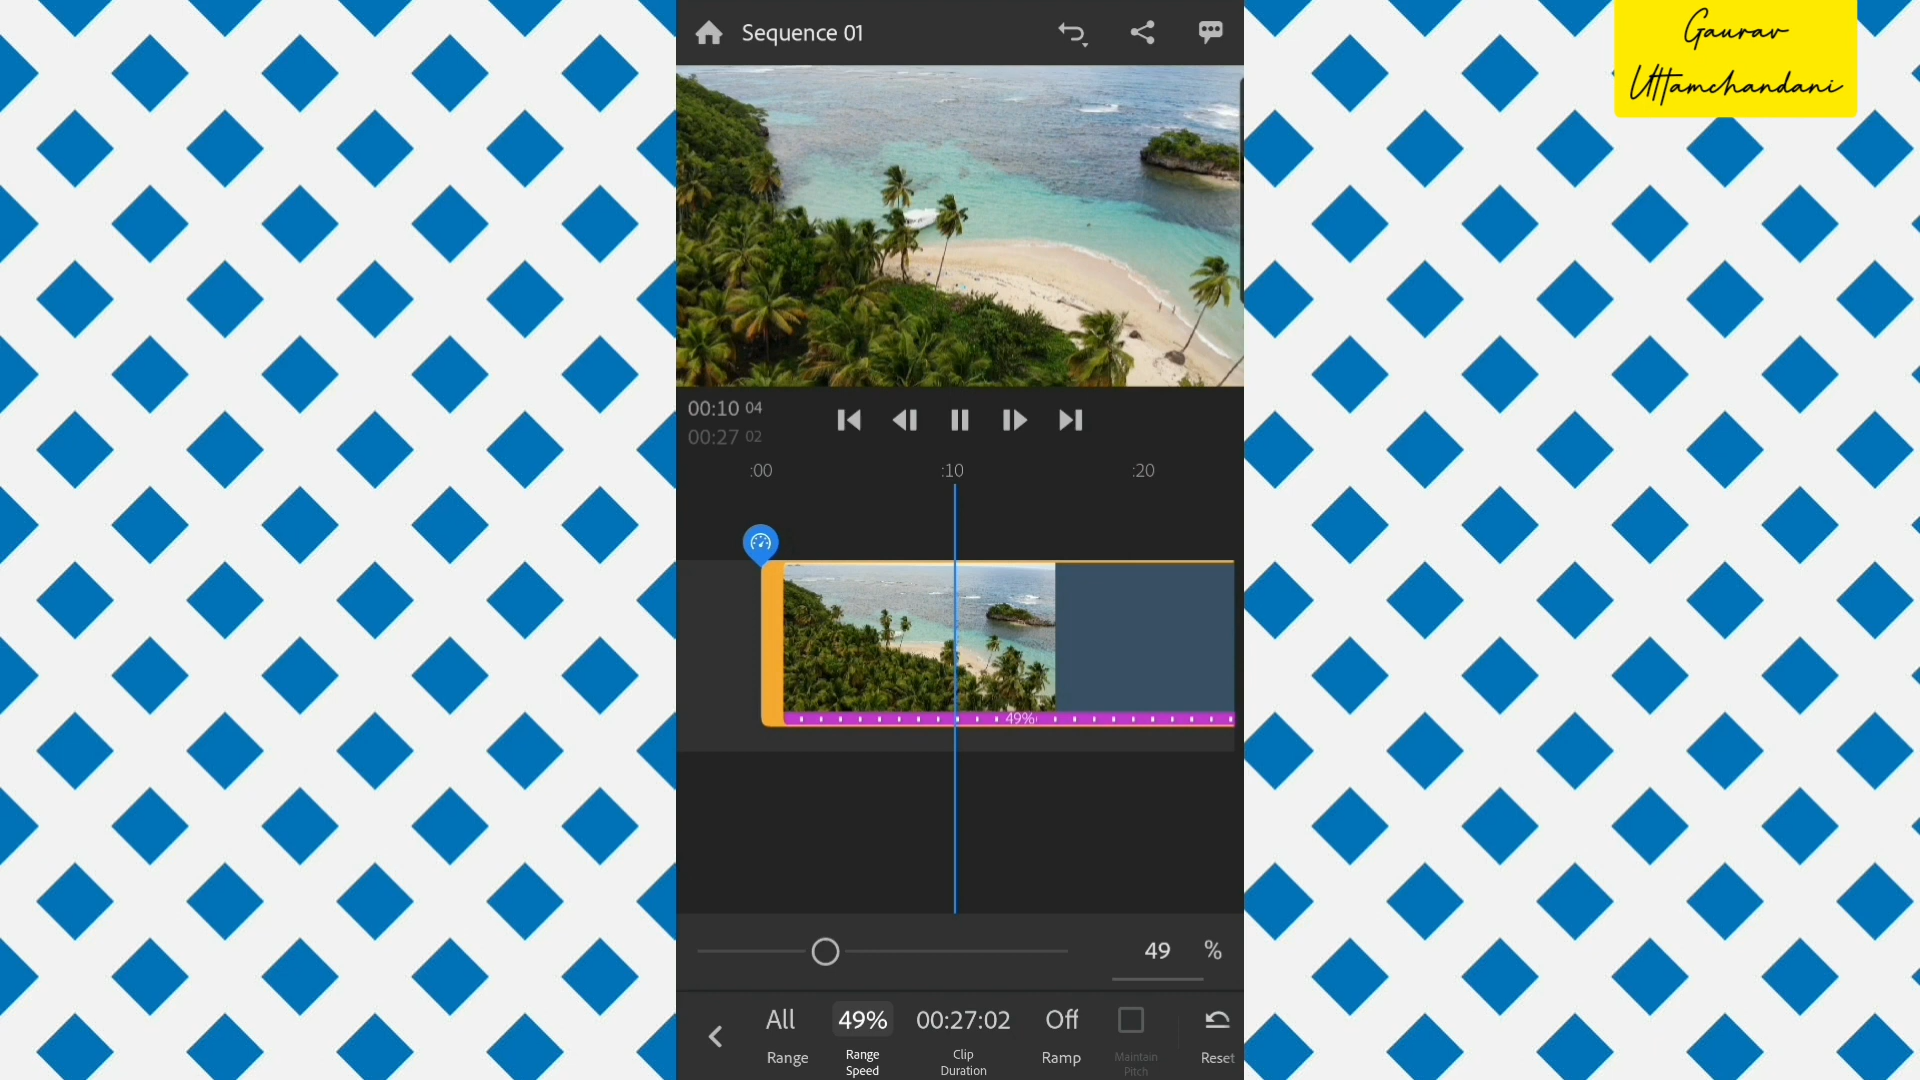 Sequence 01
Gaurav
Uttamchandani
00:10 04
00:27 02
:00 :10 :20
49%
49 %
All 49% 00:27:02 Off
Range Range Speed Clip Duration Ramp Maintain Pitch Reset